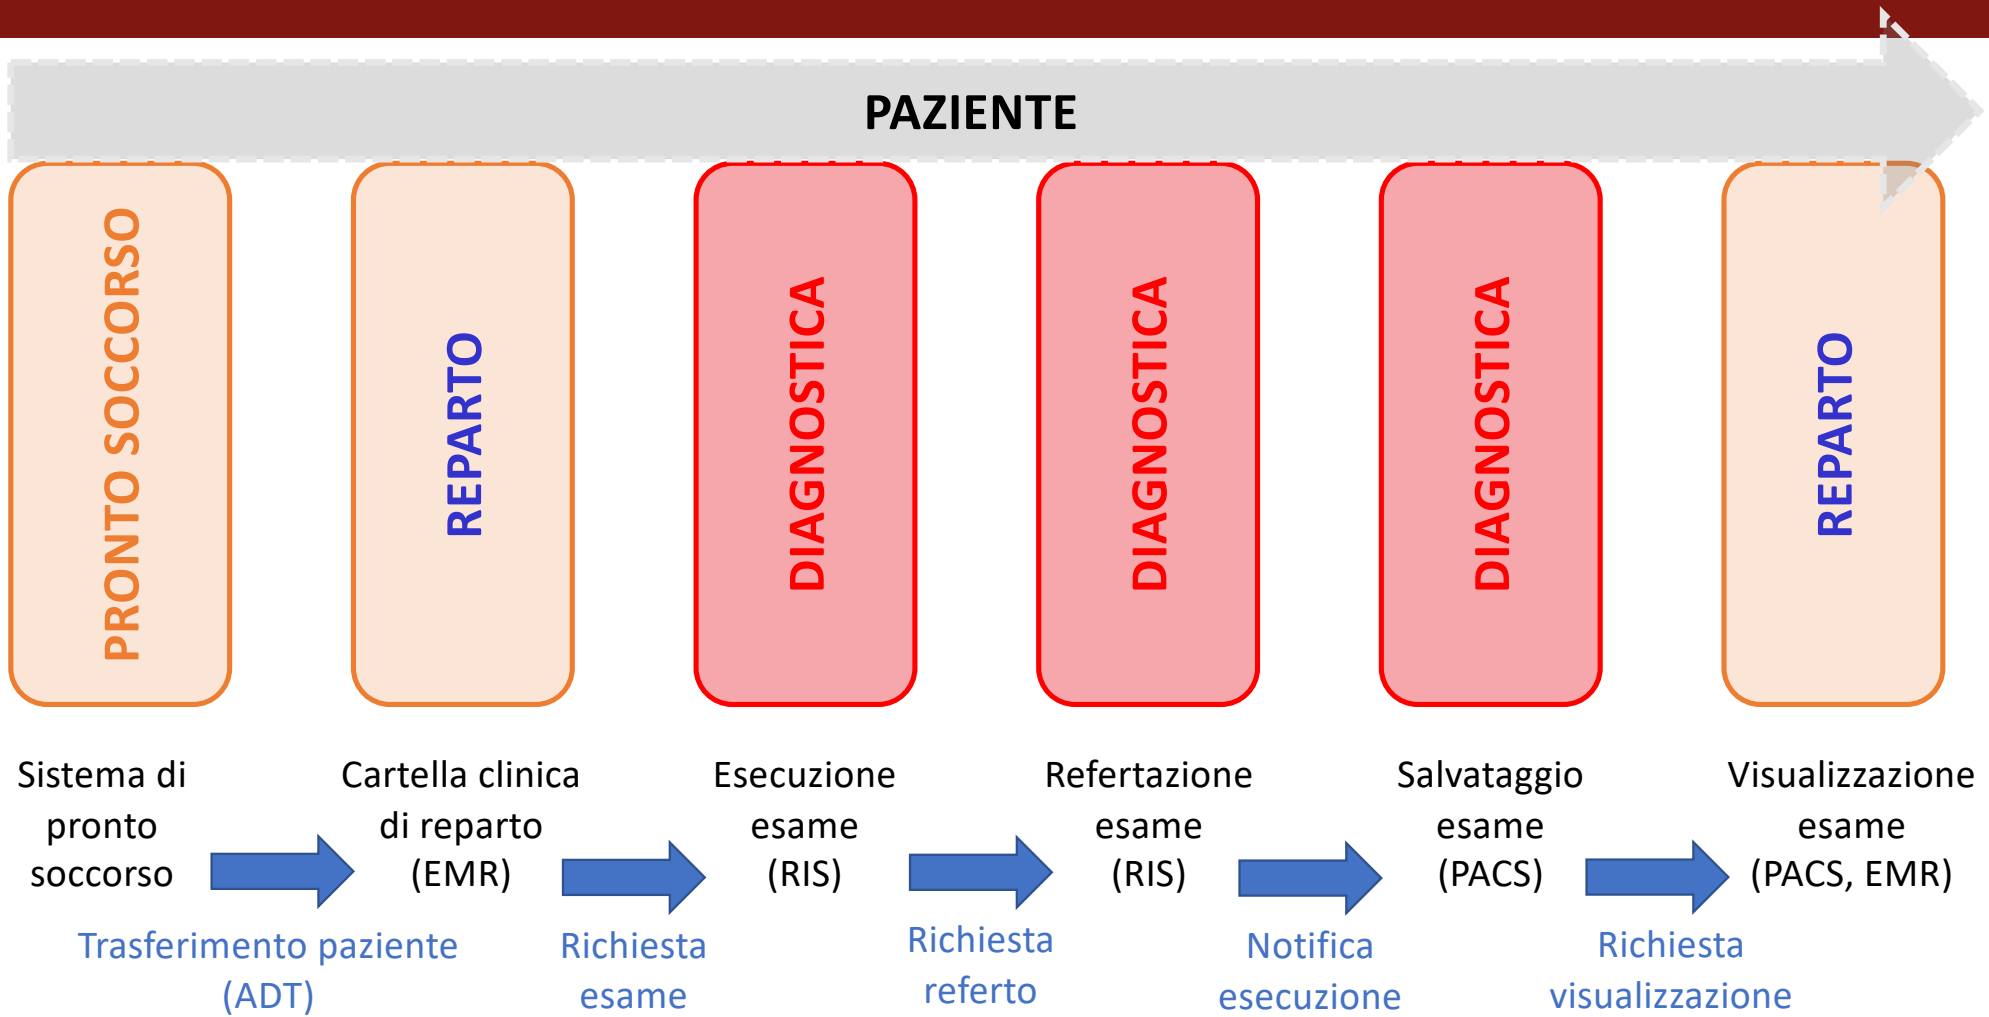 PAZIENTE
PRONTO SOCCORSO
REPARTO
DIAGNOSTICA
DIAGNOSTICA
DIAGNOSTICA
REPARTO
Sistema di
pronto
soccorso
Cartella clinica
di reparto
(EMR)
Esecuzione
esame
(RIS)
Refertazione
esame
(RIS)
Salvataggio
esame
(PACS)
Visualizzazione
esame
(PACS, EMR)
Trasferimento paziente
(ADT)
Richiesta
esame
Richiesta
referto
Notifica
esecuzione
Richiesta
visualizzazione